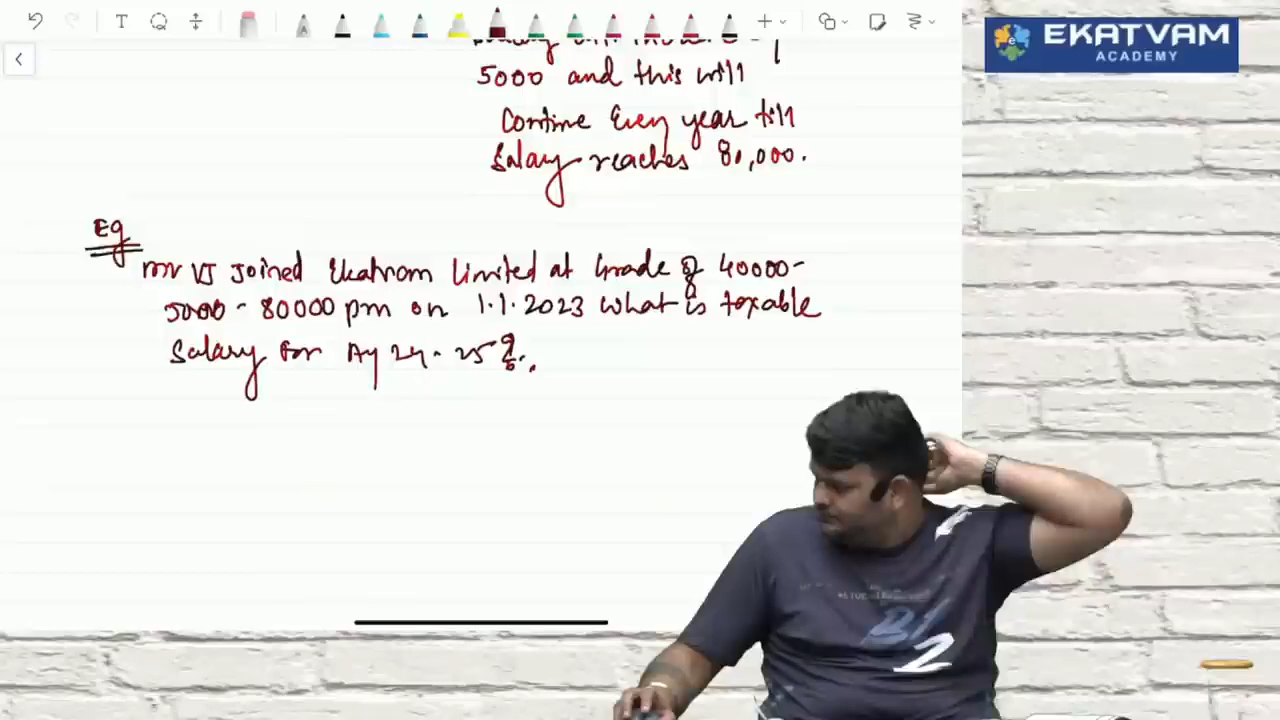 EKATVAM
ACADEMY
5000 and this will
Contine Every year till
Salary reaches 80,000.
Eg
mr VJ joined Ekatvam limited at Grade of 40000-
5000 - 80000 pm on 1.1.2023 what is taxable
Salary for Ay 24-25 ?
2